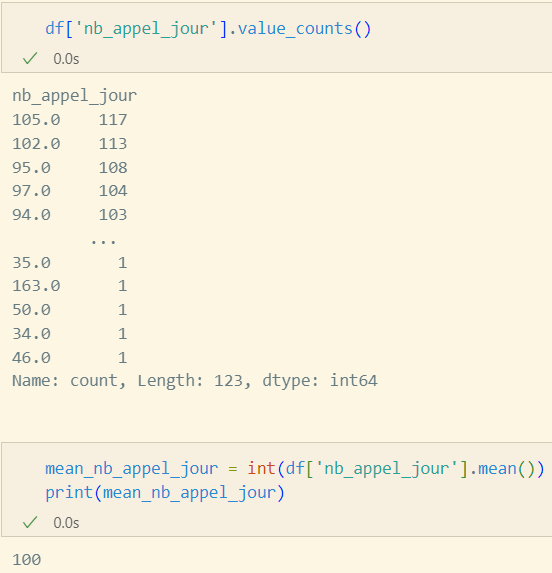 df['nb_appel_jour'].value_counts()
✓ 0.0s
nb_appel_jour
105.0 117
102.0 113
95.0 108
97.0 104
94.0 103
...
35.0 1
163.0 1
50.0 1
34.0 1
46.0 1
Name: count, Length: 123, dtype: int64
mean_nb_appel_jour = int(df['nb_appel_jour'].mean())
print(mean_nb_appel_jour)
✓ 0.0s
100